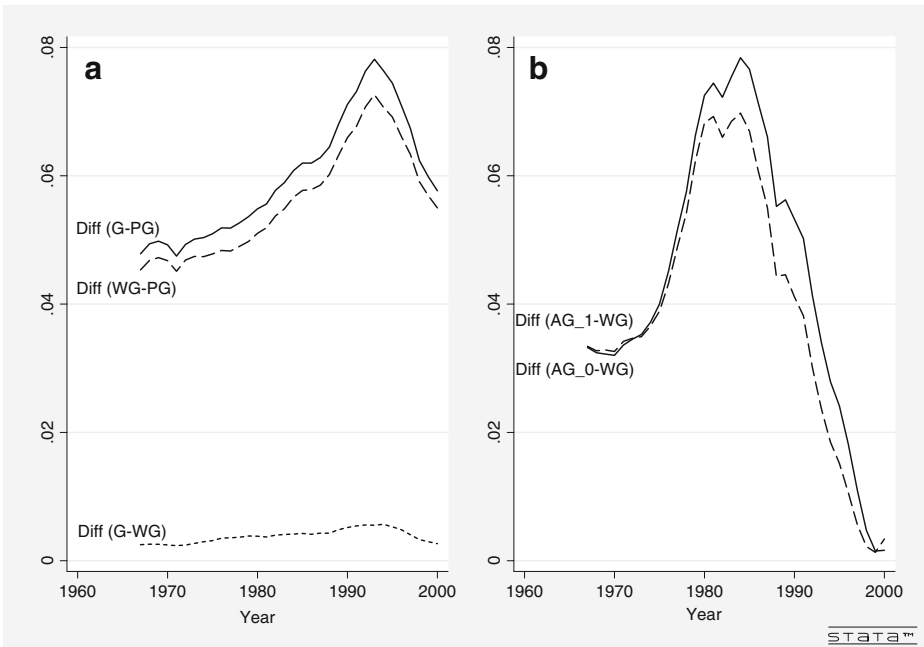 a
.08
.06
.04
.02
0
Diff (G-PG)
Diff (WG-PG)
Diff (G-WG)
1960 1970 1980 1990 2000
Year
b
.08
.06
.04
.02
0
Diff (AG_1-WG)
Diff (AG_0-WG)
1960 1970 1980 1990 2000
Year
STATA™